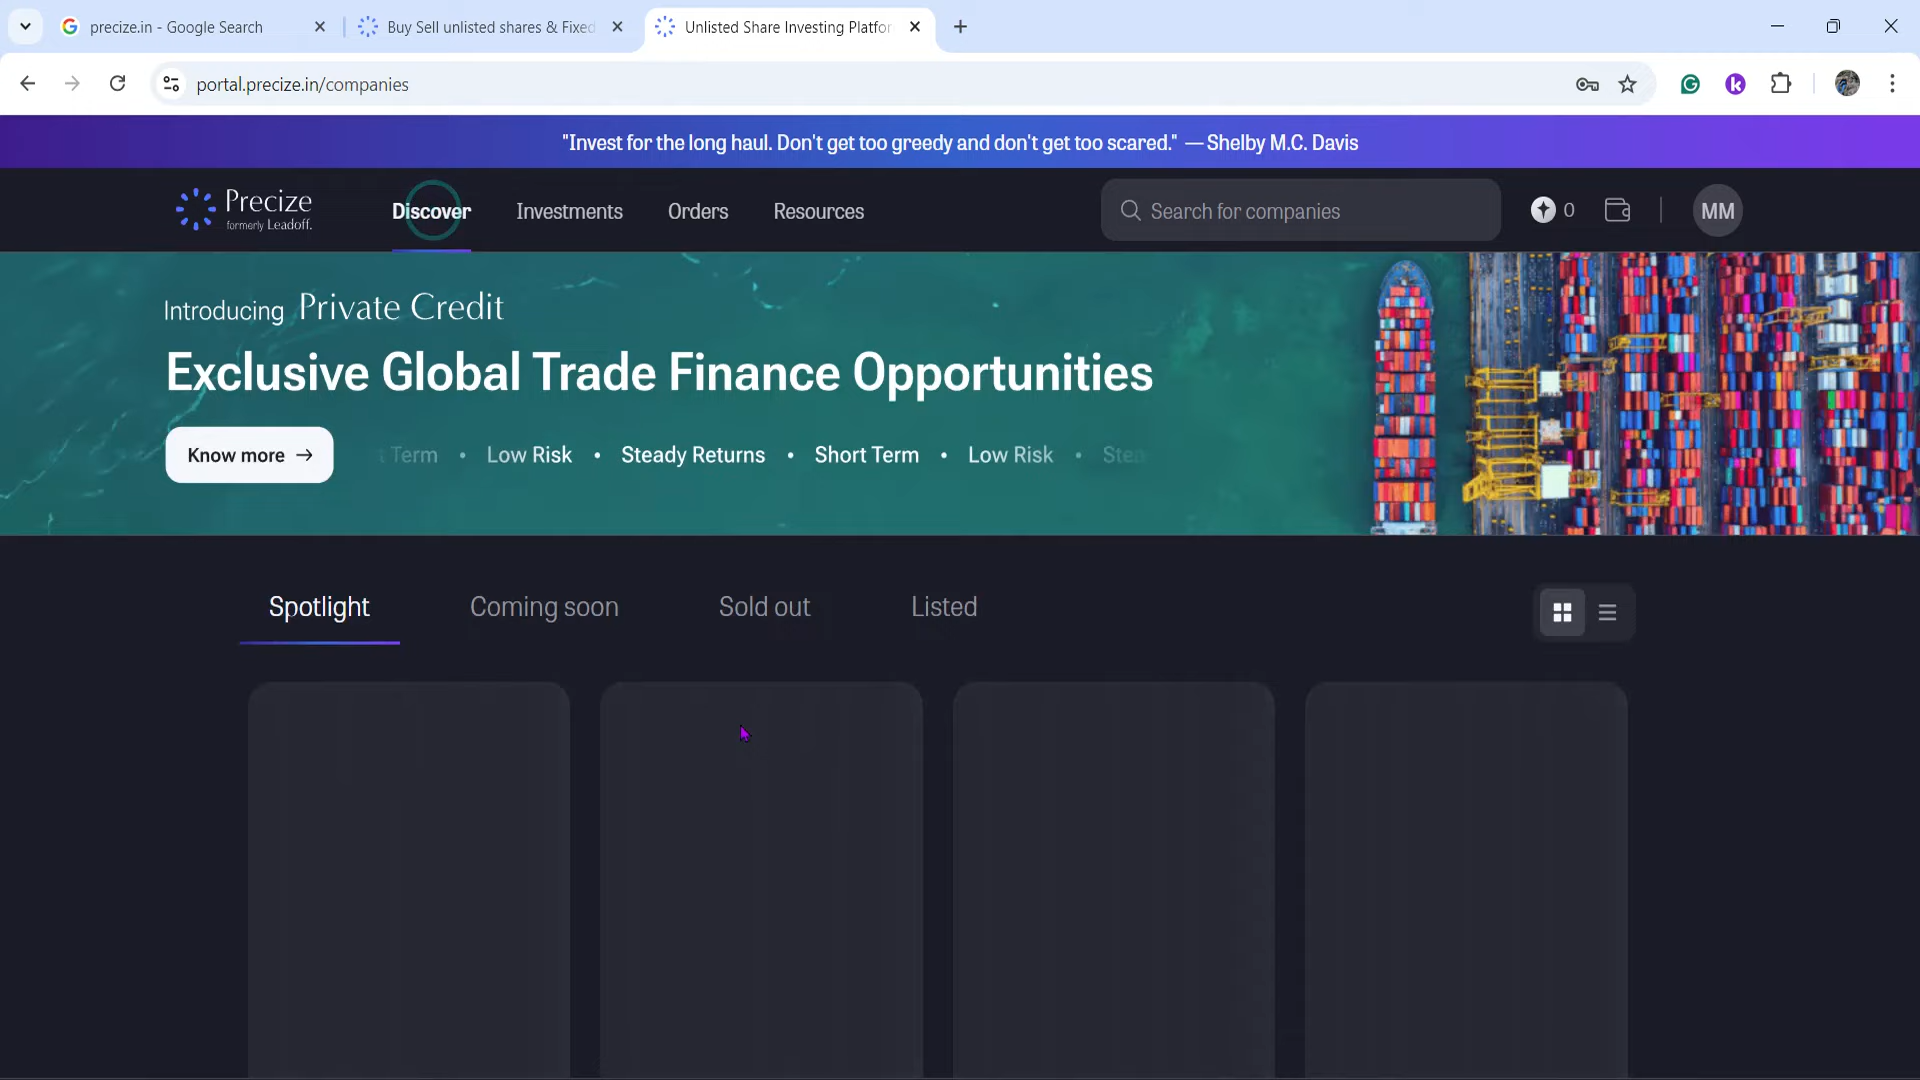 precize.in - Google Search
Buy Sell unlisted shares & Fixed
Unlisted Share Investing Platfor
portal.precize.in/companies
"Invest for the long haul. Don't get too greedy and don't get too scared." — Shelby M.C. Davis
Precize
formerly Leadoff.
Discover
Investments
Orders
Resources
Search for companies
0
MM
Introducing Private Credit
Exclusive Global Trade Finance Opportunities
Know more →
Term • Low Risk • Steady Returns • Short Term • Low Risk •
Spotlight
Coming soon
Sold out
Listed